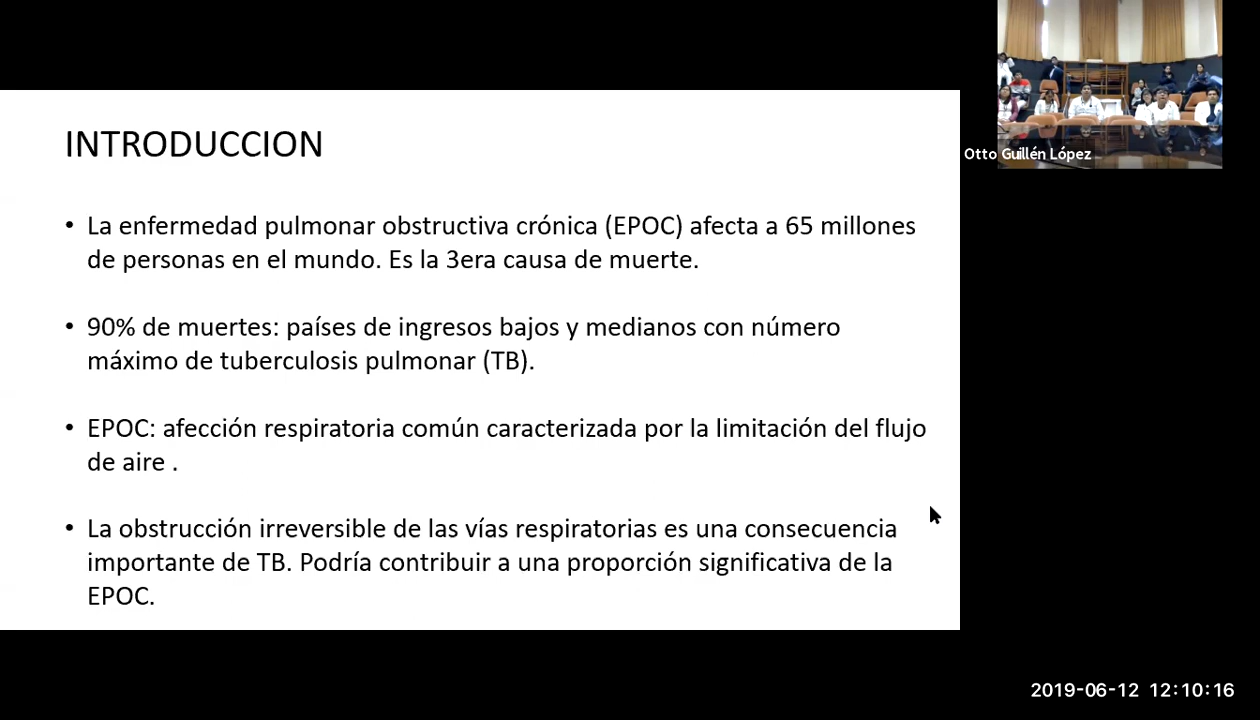 INTRODUCCION
• La enfermedad pulmonar obstructiva crónica (EPOC) afecta a 65 millones
de personas en el mundo. Es la 3era causa de muerte.
• 90% de muertes: países de ingresos bajos y medianos con número
máximo de tuberculosis pulmonar (TB).
• EPOC: afección respiratoria común caracterizada por la limitación del flujo
de aire .
• La obstrucción irreversible de las vías respiratorias es una consecuencia
importante de TB. Podría contribuir a una proporción significativa de la
EPOC.
Otto Guillén López
2019-06-12 12:10:16